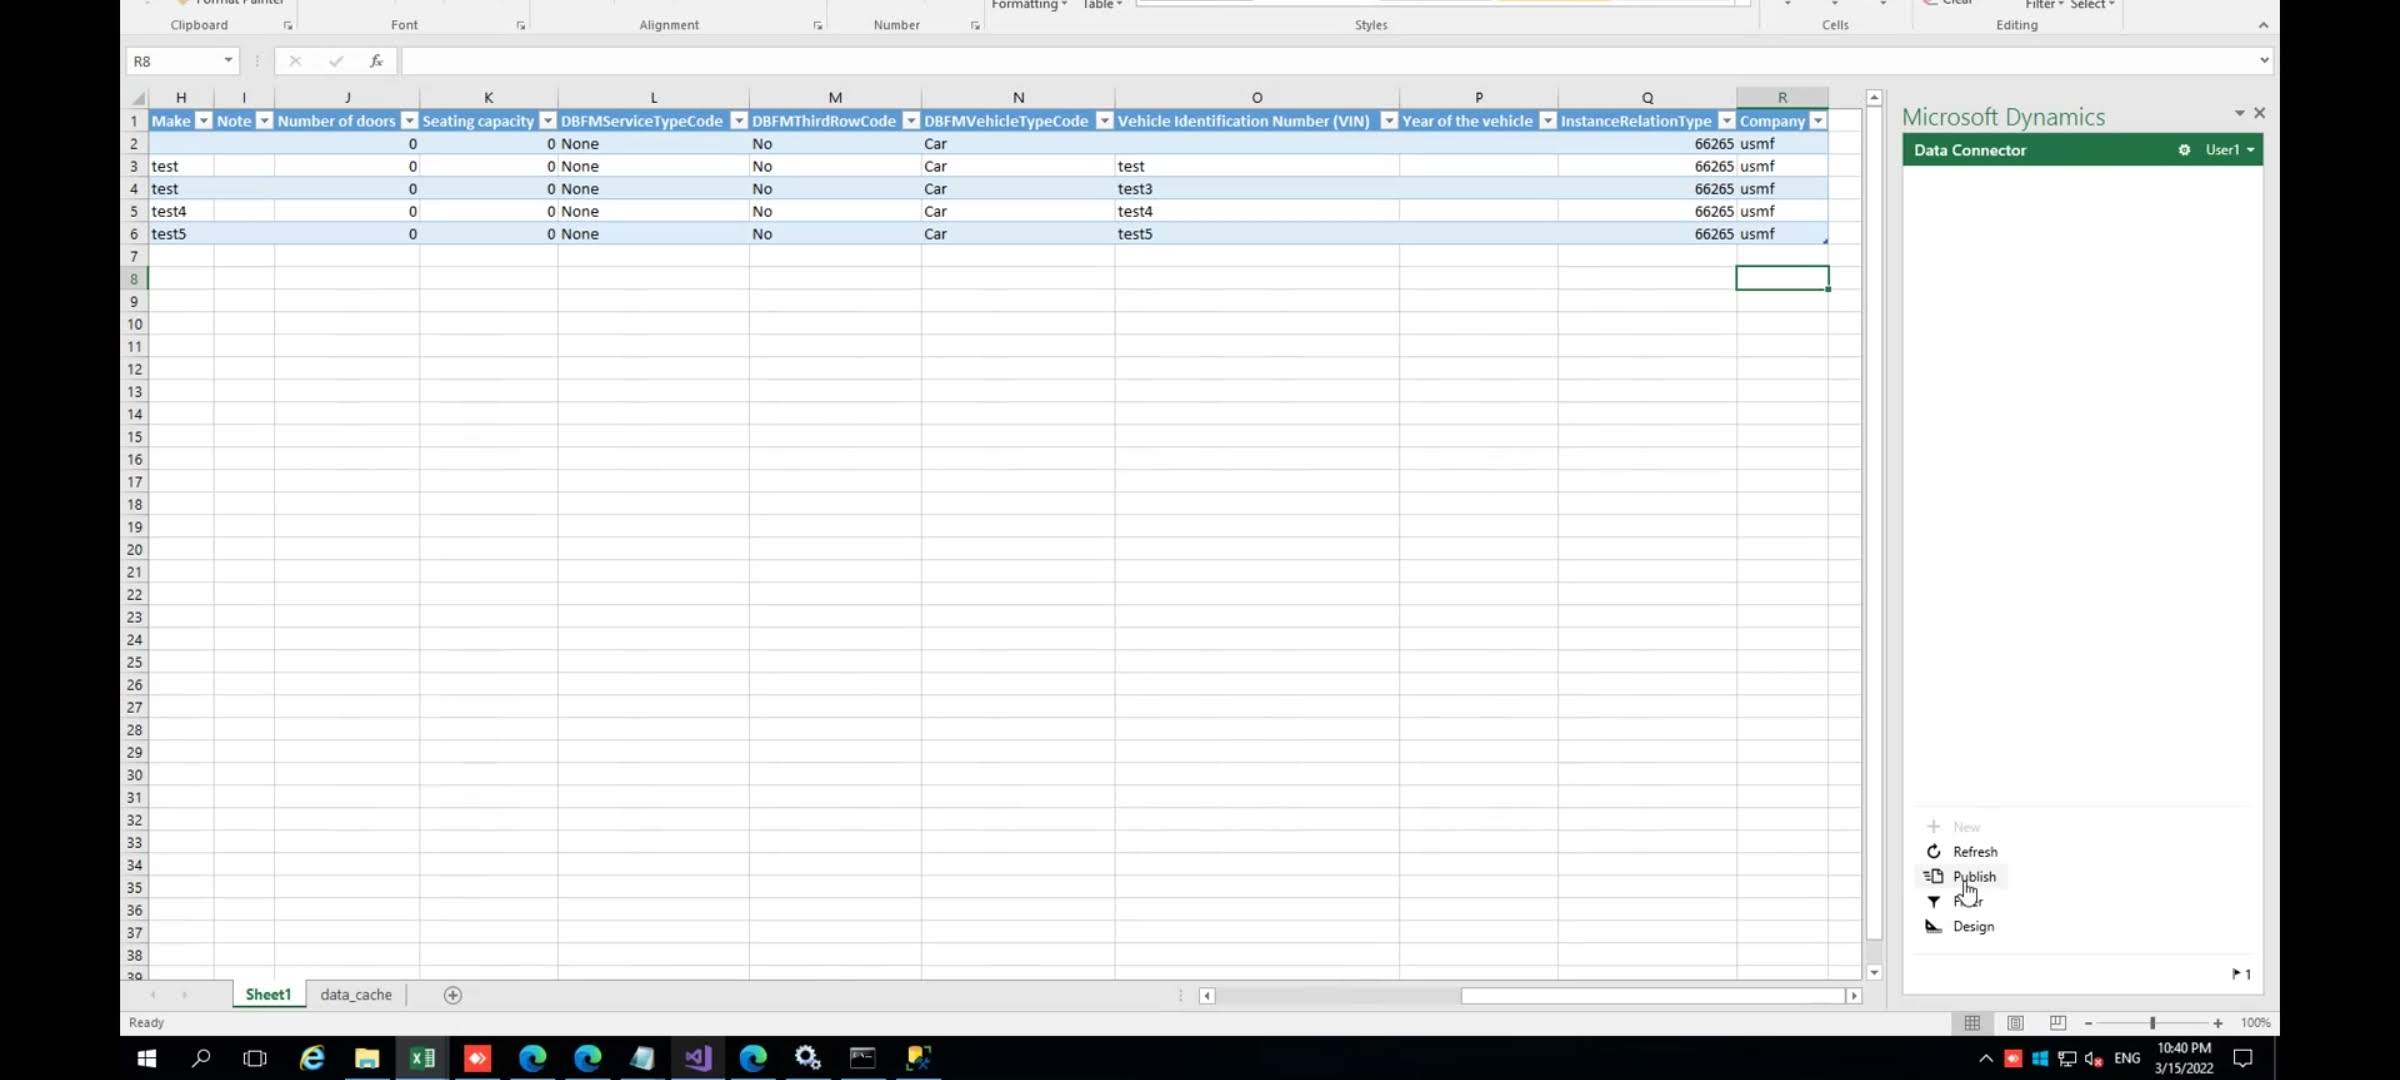 Format Painter
Formatting Table
Clear
Filter Select
Clipboard Font Alignment Number Styles Cells Editing
R8 fx
H I J K L M N O P Q R
1 Make Note Number of doors Seating capacity DBFMServiceTypeCode DBFMThirdRowCode DBFMVehicleTypeCode Vehicle Identification Number (VIN) Year of the vehicle InstanceRelationType Company
2 0 0 None No Car 66265 usmf
3 test 0 0 None No Car test 66265 usmf
4 test 0 0 None No Car test3 66265 usmf
5 test4 0 0 None No Car test4 66265 usmf
6 test5 0 0 None No Car test5 66265 usmf
7
8
9
10
11
12
13
14
15
16
17
18
19
20
21
22
23
24
25
26
27
28
29
30
31
32
33
34
35
36
37
38
39
Microsoft Dynamics
Data Connector User1
New
Refresh
Publish
Design
1
Sheet1 data_cache
Ready 100%
ENG 10:40 PM
3/15/2022